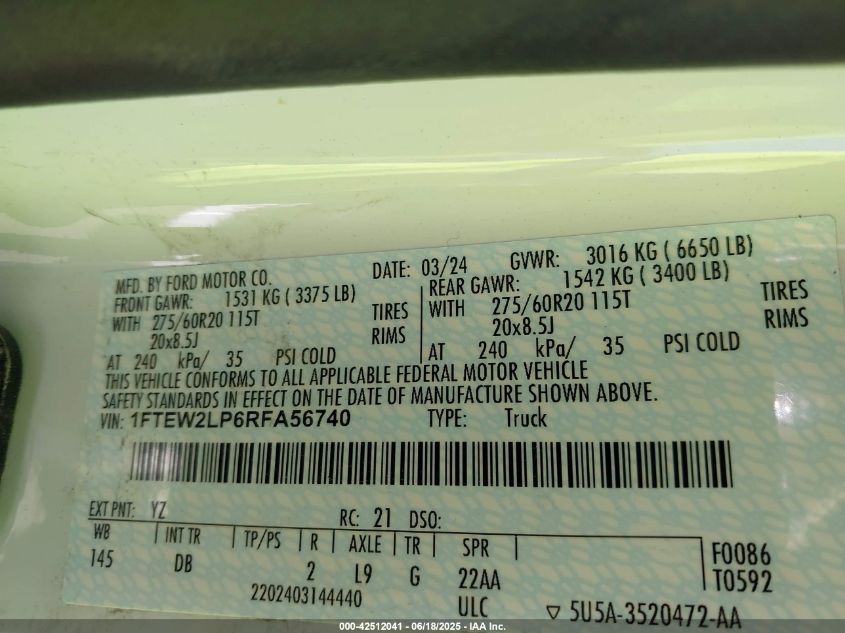 MFD. BY FORD MOTOR CO.
DATE: 03/24 GVWR: 3016 KG ( 6650 LB)
FRONT GAWR: 1531 KG ( 3375 LB)
WITH 275/60R20 115T TIRES
20x8.5J RIMS
AT 240 kPa/ 35 PSI COLD
REAR GAWR: 1542 KG ( 3400 LB)
WITH 275/60R20 115T TIRES
20x8.5J RIMS
AT 240 kPa/ 35 PSI COLD
THIS VEHICLE CONFORMS TO ALL APPLICABLE FEDERAL MOTOR VEHICLE
SAFETY STANDARDS IN EFFECT ON THE DATE OF MANUFACTURE SHOWN ABOVE.
VIN: 1FTEW2LP6RFA56740 TYPE: Truck
EXT PNT: YZ RC: 21 DSO:
WB INT TR TP/PS R AXLE TR SPR
145 DB 2 L9 G 22AA
F0086
T0592
2202403144440 ULC 5U5A-3520472-AA
000-42512041 - 06/18/2025 - IAA Inc.